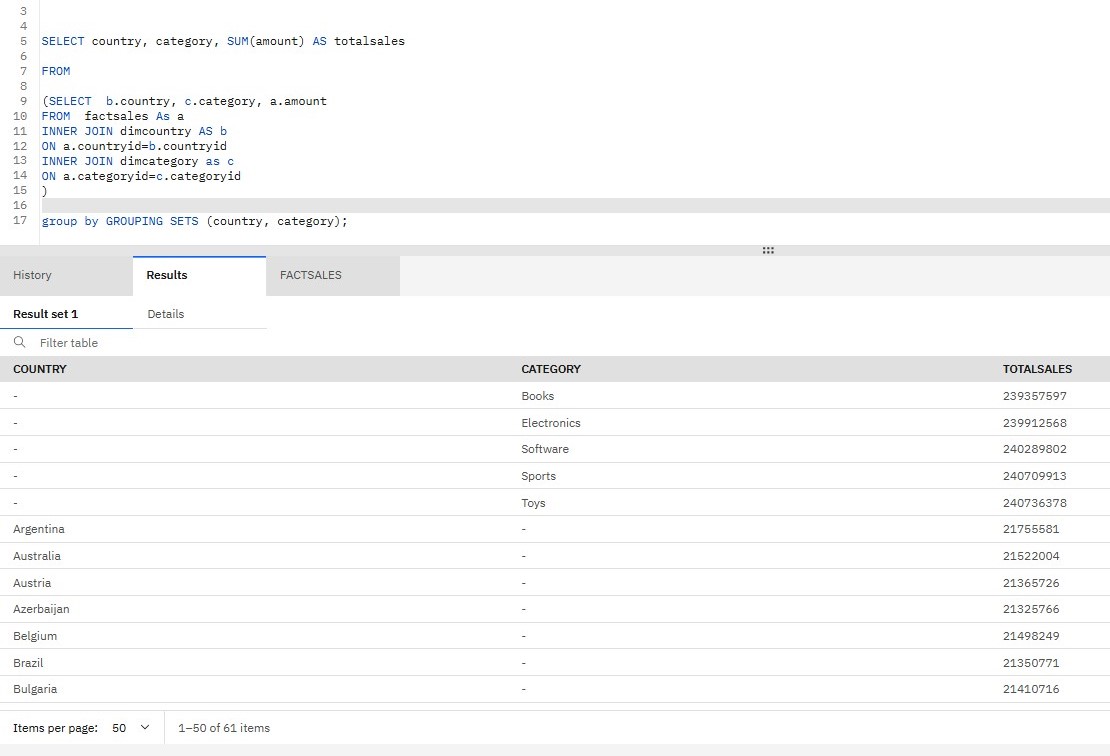 3
4
5 SELECT country, category, SUM(amount) AS totalsales
6
7 FROM
8
9 (SELECT  b.country, c.category, a.amount
10 FROM  factsales As a
11 INNER JOIN dimcountry AS b
12 ON a.countryid=b.countryid
13 INNER JOIN dimcategory as c
14 ON a.categoryid=c.categoryid
15 )
16
17 group by GROUPING SETS (country, category);
History Results FACTSALES
Result set 1 Details
Filter table
COUNTRY CATEGORY TOTALSALES
- Books 239357597
- Electronics 239912568
- Software 240289802
- Sports 240709913
- Toys 240736378
Argentina - 21755581
Australia - 21522004
Austria - 21365726
Azerbaijan - 21325766
Belgium - 21498249
Brazil - 21350771
Bulgaria - 21410716
Items per page: 50 1–50 of 61 items